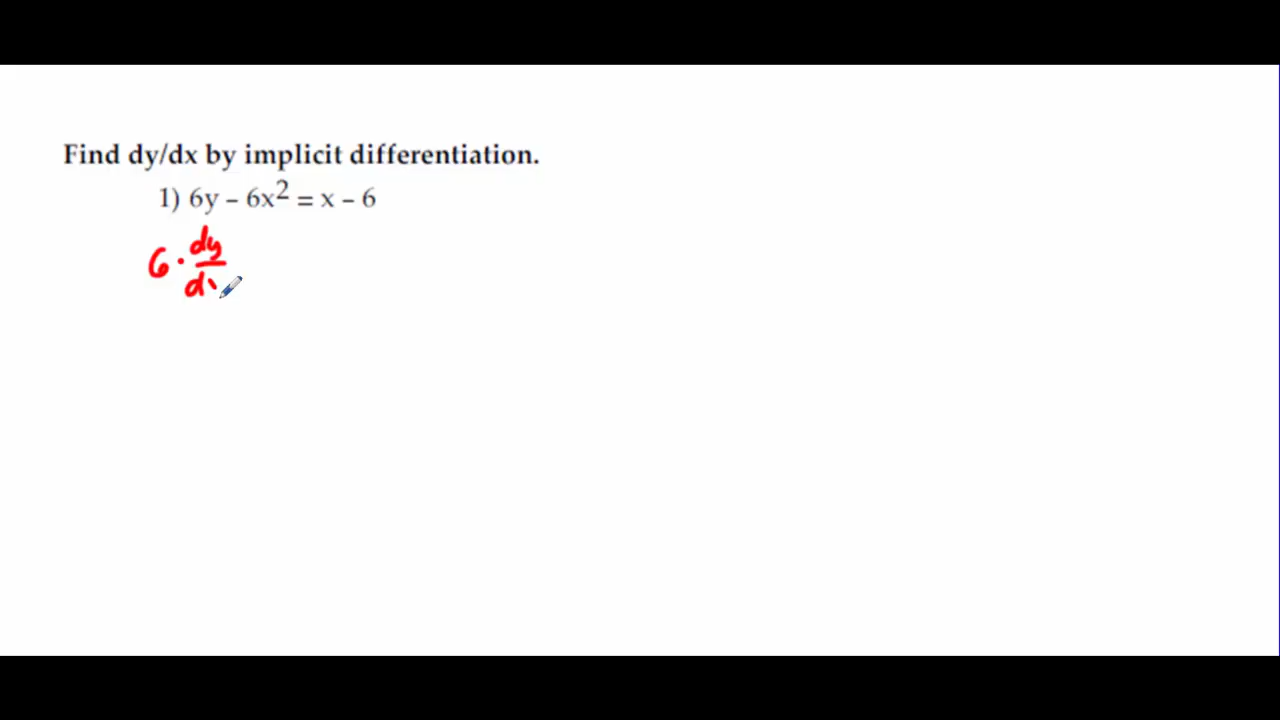 Find dy/dx by implicit differentiation.
1) 6y – 6x² = x – 6
6 · dy
d